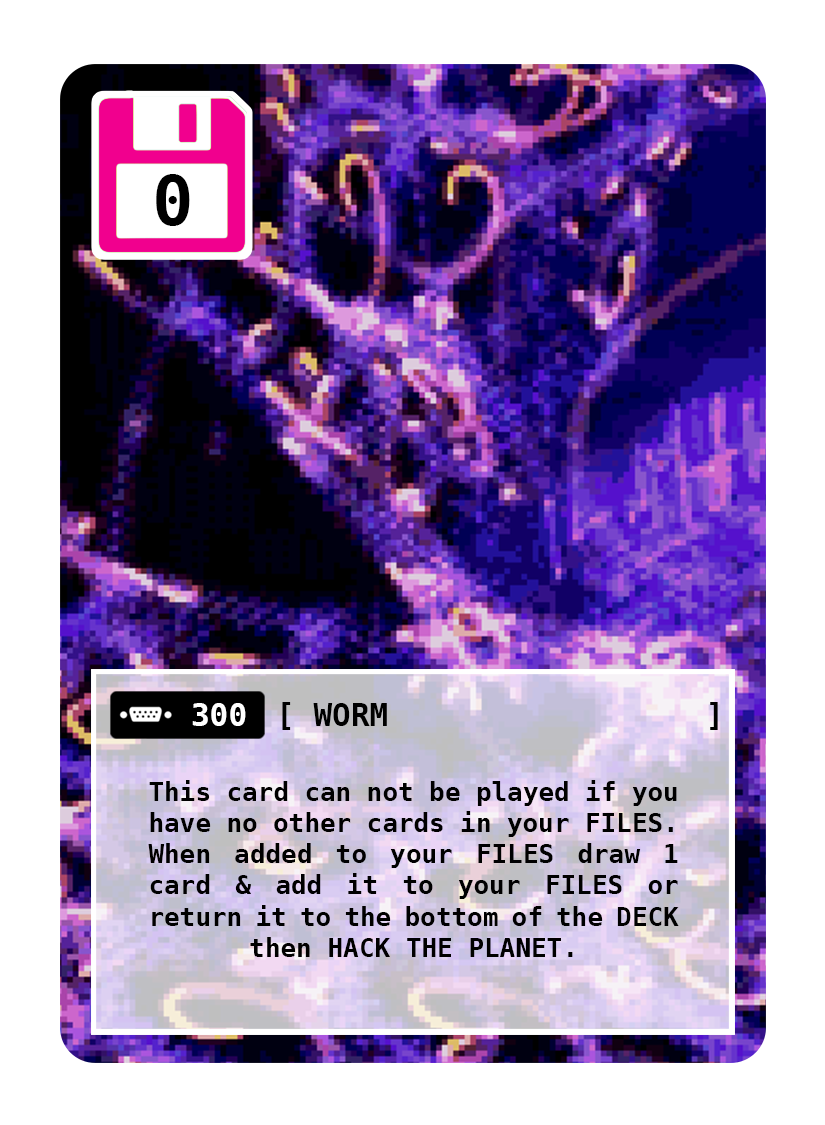 0
300 [ WORM ]
This card can not be played if you
have no other cards in your FILES.
When added to your FILES draw 1
card & add it to your FILES or
return it to the bottom of the DECK
then HACK THE PLANET.